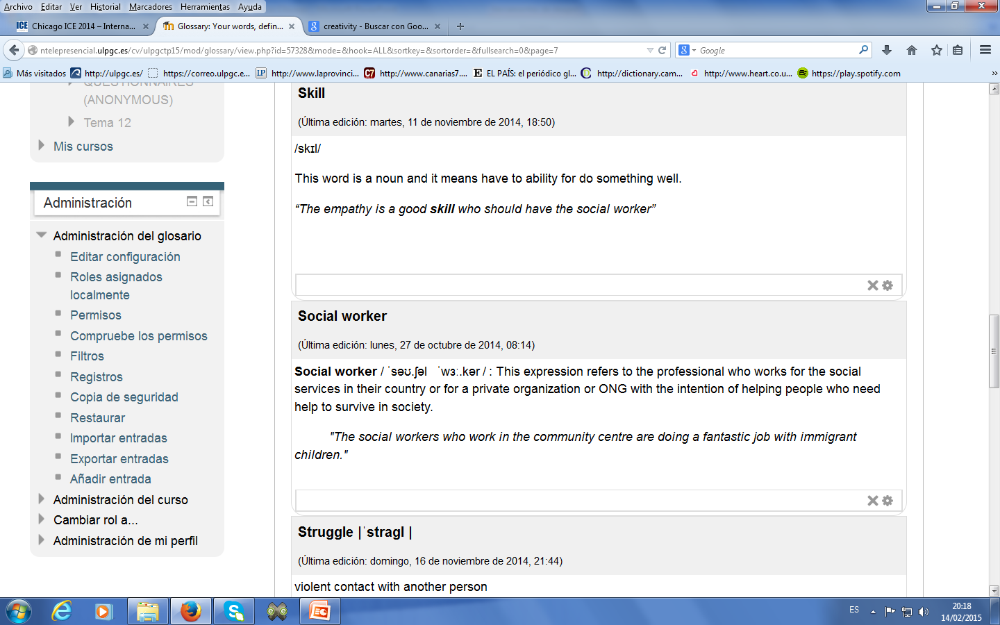 Archivo Editar Ver Historial Marcadores Herramientas Ayuda
Chicago ICE 2014 – Interna... Glossary: Your words, defin... creativity - Buscar con Goo...
ntelepresencial.ulpgc.es/cv/ulpgctp15/mod/glossary/view.php?id=57328&mode=&hook=ALL&sortkey=&sortorder=&fullsearch=0&page=7 Google
Más visitados http://ulpgc.es/ https://correo.ulpgc.e... http://www.laprovinci... http://www.canarias7.... EL PAÍS: el periódico gl... http://dictionary.cam... http://www.heart.co.u... https://play.spotify.com »
QUESTIONNAIRES
(ANONYMOUS)
Tema 12
Mis cursos
Administración
Administración del glosario
Editar configuración
Roles asignados
localmente
Permisos
Compruebe los permisos
Filtros
Registros
Copia de seguridad
Restaurar
Importar entradas
Exportar entradas
Añadir entrada
Administración del curso
Cambiar rol a...
Administración de mi perfil
Skill
(Última edición: martes, 11 de noviembre de 2014, 18:50)
/skɪl/
This word is a noun and it means have to ability for do something well.
“The empathy is a good skill who should have the social worker”
Social worker
(Última edición: lunes, 27 de octubre de 2014, 08:14)
Social worker / ˈsəʊ.ʃəl ˈwɜː.kər / : This expression refers to the professional who works for the social
services in their country or for a private organization or ONG with the intention of helping people who need
help to survive in society.
"The social workers who work in the community centre are doing a fantastic job with immigrant
children."
Struggle |ˈstragl |
(Última edición: domingo, 16 de noviembre de 2014, 21:44)
violent contact with another person
ES
20:18
14/02/2015